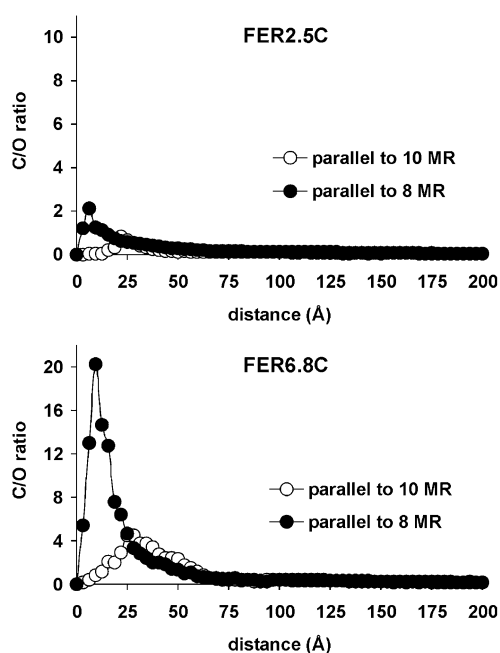 FER2.5C
10
8
6
4
2
0
C/O ratio
parallel to 10 MR
parallel to 8 MR
0 25 50 75 100 125 150 175 200
distance (Å)
FER6.8C
20
16
12
8
4
0
C/O ratio
parallel to 10 MR
parallel to 8 MR
0 25 50 75 100 125 150 175 200
distance (Å)